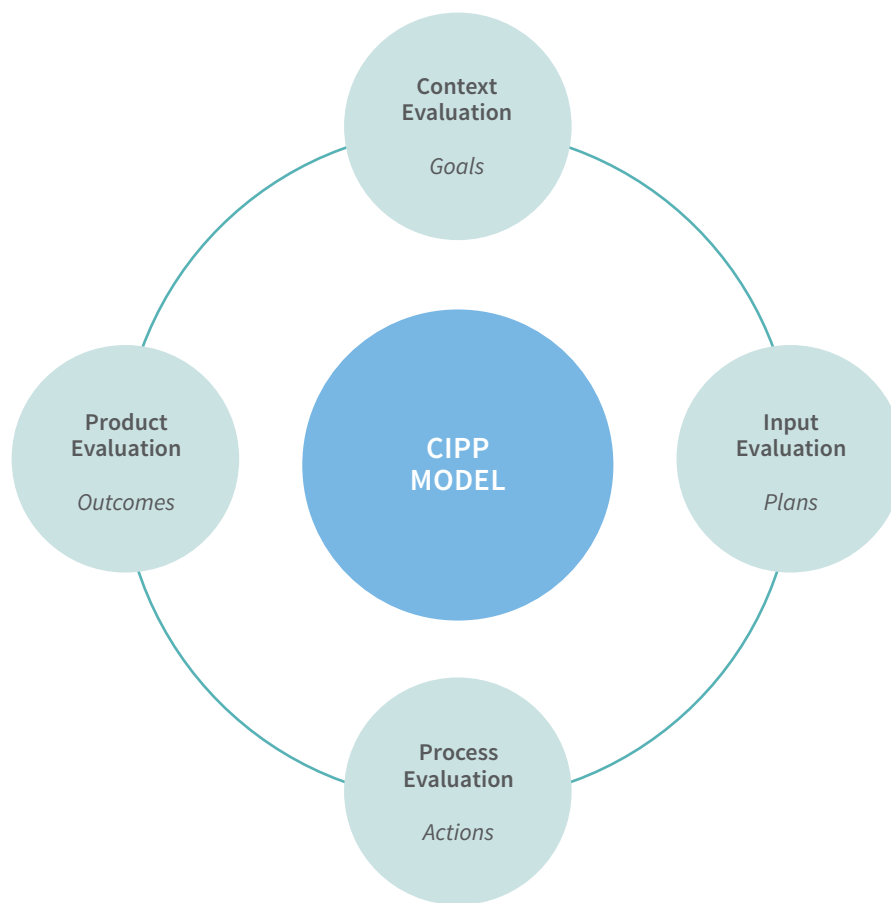 Context
Evaluation
Goals
Product
Evaluation
Outcomes
CIPP
MODEL
Input
Evaluation
Plans
Process
Evaluation
Actions